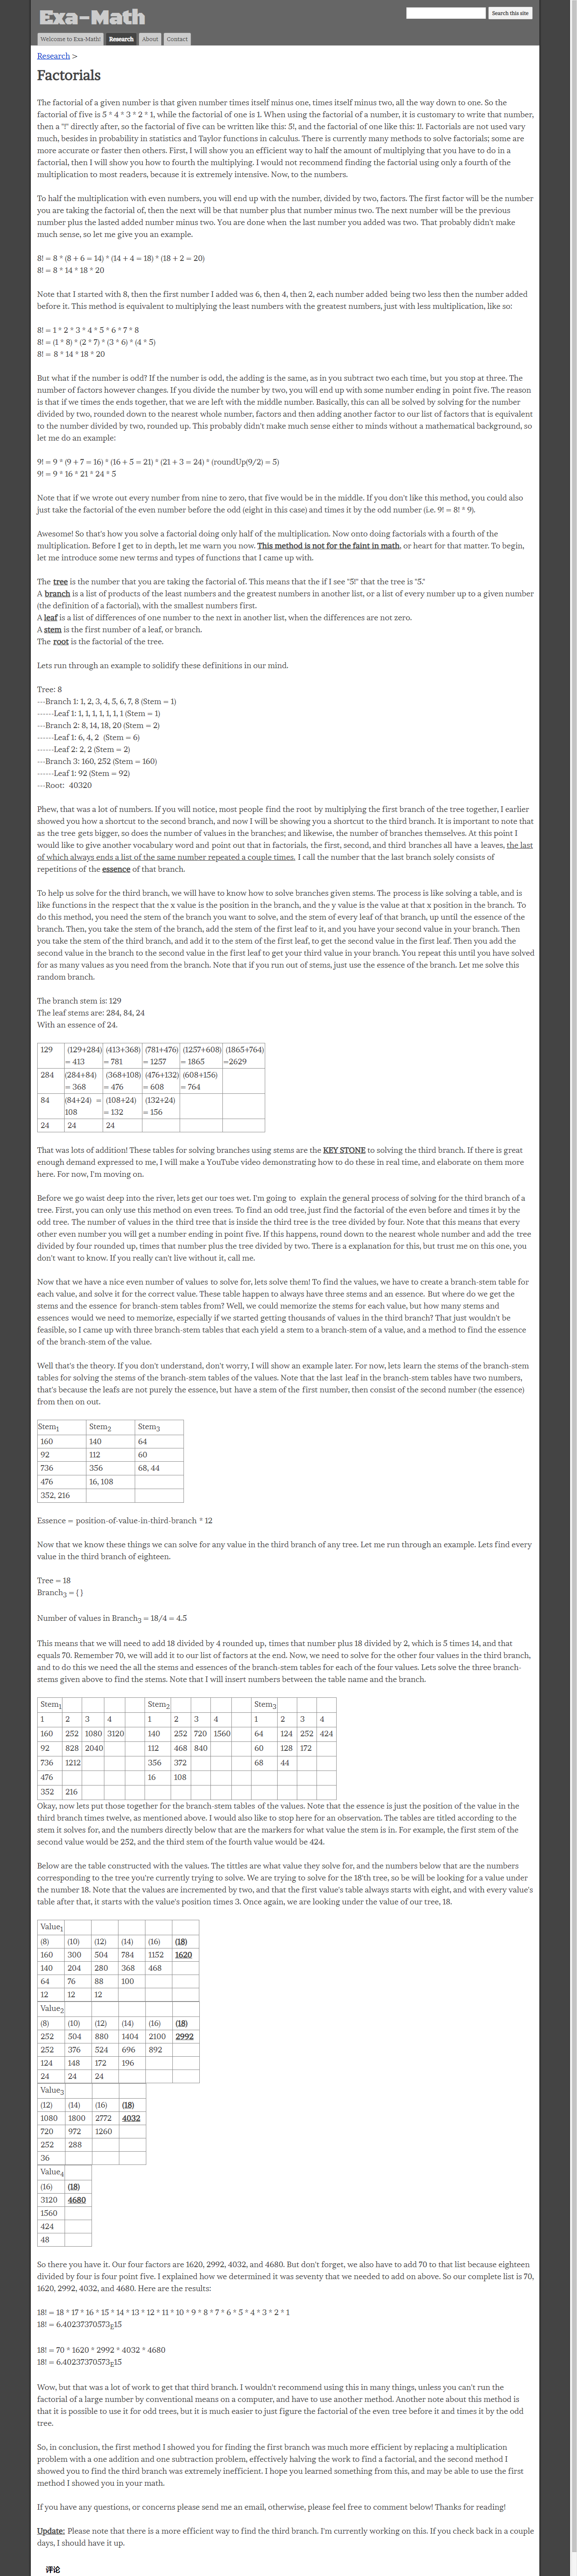 Exa-Math
Search this site
Welcome to Exa-Math!
Research
About
Contact
Research >
Factorials
The factorial of a given number is that given number times itself minus one, times itself minus two, all the way down to one. So the
factorial of five is 5 * 4 * 3 * 2 * 1, while the factorial of one is 1. When using the factorial of a number, it is customary to write that number,
then a "!" directly after, so the factorial of five can be written like this: 5!, and the factorial of one like this: 1!. Factorials are not used vary
much, besides in probability in statistics and Taylor functions in calculus. There is currently many methods to solve factorials; some are
more accurate or faster then others. First, I will show you an efficient way to half the amount of multiplying that you have to do in a
factorial, then I will show you how to fourth the multiplying. I would not recommend finding the factorial using only a fourth of the
multiplication to most readers, because it is extremely intensive. Now, to the numbers.
To half the multiplication with even numbers, you will end up with the number, divided by two, factors. The first factor will be the number
you are taking the factorial of, then the next will be that number plus that number minus two. The next number will be the previous
number plus the lasted added number minus two. You are done when the last number you added was two. That probably didn't make
much sense, so let me give you an example.
8! = 8 * (8 + 6 = 14) * (14 + 4 = 18) * (18 + 2 = 20)
8! = 8 * 14 * 18 * 20
Note that I started with 8, then the first number I added was 6, then 4, then 2, each number added being two less then the number added
before it. This method is equivalent to multiplying the least numbers with the greatest numbers, just with less multiplication, like so:
8! = 1 * 2 * 3 * 4 * 5 * 6 * 7 * 8
8! = (1 * 8) * (2 * 7) * (3 * 6) * (4 * 5)
8! = 8 * 14 * 18 * 20
But what if the number is odd? If the number is odd, the adding is the same, as in you subtract two each time, but you stop at three. The
number of factors however changes. If you divide the number by two, you will end up with some number ending in point five. The reason
is that if we times the ends together, that we are left with the middle number. Basically, this can all be solved by solving for the number
divided by two, rounded down to the nearest whole number, factors and then adding another factor to our list of factors that is equivalent
to the number divided by two, rounded up. This probably didn't make much sense either to minds without a mathematical background, so
let me do an example:
9! = 9 * (9 + 7 = 16) * (16 + 5 = 21) * (21 + 3 = 24) * (roundUp(9/2) = 5)
9! = 9 * 16 * 21 * 24 * 5
Note that if we wrote out every number from nine to zero, that five would be in the middle. If you don't like this method, you could also
just take the factorial of the even number before the odd (eight in this case) and times it by the odd number (i.e. 9! = 8! * 9).
Awesome! So that's how you solve a factorial doing only half of the multiplication. Now onto doing factorials with a fourth of the
multiplication. Before I get to in depth, let me warn you now. This method is not for the faint in math, or heart for that matter. To begin,
let me introduce some new terms and types of functions that I came up with.
The tree is the number that you are taking the factorial of. This means that the if I see "5!" that the tree is "5."
A branch is a list of products of the least numbers and the greatest numbers in another list, or a list of every number up to a given number
(the definition of a factorial), with the smallest numbers first.
A leaf is a list of differences of one number to the next in another list, when the differences are not zero.
A stem is the first number of a leaf, or branch.
The root is the factorial of the tree.
Lets run through an example to solidify these definitions in our mind.
Tree: 8
---Branch 1: 1, 2, 3, 4, 5, 6, 7, 8 (Stem = 1)
------Leaf 1: 1, 1, 1, 1, 1, 1, 1 (Stem = 1)
---Branch 2: 8, 14, 18, 20 (Stem = 2)
------Leaf 1: 6, 4, 2 (Stem = 6)
------Leaf 2: 2, 2 (Stem = 2)
---Branch 3: 160, 252 (Stem = 160)
------Leaf 1: 92 (Stem = 92)
---Root: 40320
Phew, that was a lot of numbers. If you will notice, most people find the root by multiplying the first branch of the tree together, I earlier
showed you how a shortcut to the second branch, and now I will be showing you a shortcut to the third branch. It is important to note that
as the tree gets bigger, so does the number of values in the branches; and likewise, the number of branches themselves. At this point I
would like to give another vocabulary word and point out that in factorials, the first, second, and third branches all have a leaves, the last
of which always ends a list of the same number repeated a couple times. I call the number that the last branch solely consists of
repetitions of the essence of that branch.
To help us solve for the third branch, we will have to know how to solve branches given stems. The process is like solving a table, and is
like functions in the respect that the x value is the position in the branch, and the y value is the value at that x position in the branch. To
do this method, you need the stem of the branch you want to solve, and the stem of every leaf of that branch, up until the essence of the
branch. Then, you take the stem of the branch, add the stem of the first leaf to it, and you have your second value in your branch. Then
you take the stem of the third branch, and add it to the stem of the first leaf, to get the second value in the first leaf. Then you add the
second value in the branch to the second value in the first leaf to get your third value in your branch. You repeat this until you have solved
for as many values as you need from the branch. Note that if you run out of stems, just use the essence of the branch. Let me solve this
random branch.
The branch stem is: 129
The leaf stems are: 284, 84, 24
With an essence of 24.
129 (129+284) = 413 (413+368) = 781 (781+476) = 1257 (1257+608) = 1865 (1865+764) =2629
284 (284+84) = 368 (368+108) = 476 (476+132) = 608 (608+156) = 764
84 (84+24) = 108 (108+24) = 132 (132+24) = 156
24 24 24
That was lots of addition! These tables for solving branches using stems are the KEY STONE to solving the third branch. If there is great
enough demand expressed to me, I will make a YouTube video demonstrating how to do these in real time, and elaborate on them more
here. For now, I'm moving on.
Before we go waist deep into the river, lets get our toes wet. I'm going to explain the general process of solving for the third branch of a
tree. First, you can only use this method on even trees. To find an odd tree, just find the factorial of the even before and times it by the
odd tree. The number of values in the third tree that is inside the third tree is the tree divided by four. Note that this means that every
other even number you will get a number ending in point five. If this happens, round down to the nearest whole number and add the tree
divided by four rounded up, times that number plus the tree divided by two. There is a explanation for this, but trust me on this one, you
don't want to know. If you really can't live without it, call me.
Now that we have a nice even number of values to solve for, lets solve them! To find the values, we have to create a branch-stem table for
each value, and solve it for the correct value. These table happen to always have three stems and an essence. But where do we get the
stems and the essence for branch-stem tables from? Well, we could memorize the stems for each value, but how many stems and
essences would we need to memorize, especially if we started getting thousands of values in the third branch? That just wouldn't be
feasible, so I came up with three branch-stem tables that each yield a stem to a branch-stem of a value, and a method to find the essence
of the branch-stem of the value.
Well that's the theory. If you don't understand, don't worry, I will show an example later. For now, lets learn the stems of the branch-stem
tables for solving the stems of the branch-stem tables of the values. Note that the last leaf in the branch-stem tables have two numbers,
that's because the leafs are not purely the essence, but have a stem of the first number, then consist of the second number (the essence)
from then on out.
Stem1 Stem2 Stem3
160 140 64
92 112 60
736 356 68, 44
476 16, 108
352, 216
Essence = position-of-value-in-third-branch * 12
Now that we know these things we can solve for any value in the third branch of any tree. Let me run through an example. Lets find every
value in the third branch of eighteen.
Tree = 18
Branch3 = { }
Number of values in Branch3 = 18/4 = 4.5
This means that we will need to add 18 divided by 4 rounded up, times that number plus 18 divided by 2, which is 5 times 14, and that
equals 70. Remember 70, we will add it to our list of factors at the end. Now, we need to solve for the other four values in the third branch,
and to do this we need the all the stems and essences of the branch-stem tables for each of the four values. Lets solve the three branch-
stems given above to find the stems. Note that I will insert numbers between the table name and the branch.
Stem1 Stem2 Stem3
1 2 3 4 1 2 3 4 1 2 3 4
160 252 1080 3120 140 252 720 1560 64 124 252 424
92 828 2040 112 468 840 60 128 172
736 1212 356 372 68 44
476 16 108
352 216
Okay, now lets put those together for the branch-stem tables of the values. Note that the essence is just the position of the value in the
third branch times twelve, as mentioned above. I would also like to stop here for an observation. The tables are titled according to the
stem it solves for, and the numbers directly below that are the markers for what value the stem is in. For example, the first stem of the
second value would be 252, and the third stem of the fourth value would be 424.
Below are the table constructed with the values. The tittles are what value they solve for, and the numbers below that are the numbers
corresponding to the tree you're currently trying to solve. We are trying to solve for the 18'th tree, so be will be looking for a value under
the number 18. Note that the values are incremented by two, and that the first value's table always starts with eight, and with every value's
table after that, it starts with the value's position times 3. Once again, we are looking under the value of our tree, 18.
Value1
(8) (10) (12) (14) (16) (18)
160 300 504 784 1152 1620
140 204 280 368 468
64 76 88 100
12 12 12
Value2
(8) (10) (12) (14) (16) (18)
252 504 880 1404 2100 2992
252 376 524 696 892
124 148 172 196
24 24 24
Value3
(12) (14) (16) (18)
1080 1800 2772 4032
720 972 1260
252 288
36
Value4
(16) (18)
3120 4680
1560
424
48
So there you have it. Our four factors are 1620, 2992, 4032, and 4680. But don't forget, we also have to add 70 to that list because eighteen
divided by four is four point five. I explained how we determined it was seventy that we needed to add on above. So our complete list is 70,
1620, 2992, 4032, and 4680. Here are the results:
18! = 18 * 17 * 16 * 15 * 14 * 13 * 12 * 11 * 10 * 9 * 8 * 7 * 6 * 5 * 4 * 3 * 2 * 1
18! = 6.40237370573E15
18! = 70 * 1620 * 2992 * 4032 * 4680
18! = 6.40237370573E15
Wow, but that was a lot of work to get that third branch. I wouldn't recommend using this in many things, unless you can't run the
factorial of a large number by conventional means on a computer, and have to use another method. Another note about this method is
that it is possible to use it for odd trees, but it is much easier to just figure the factorial of the even tree before it and times it by the odd
tree.
So, in conclusion, the first method I showed you for finding the first branch was much more efficient by replacing a multiplication
problem with a one addition and one subtraction problem, effectively halving the work to find a factorial, and the second method I
showed you to find the third branch was extremely inefficient. I hope you learned something from this, and may be able to use the first
method I showed you in your math.
If you have any questions, or concerns please send me an email, otherwise, please feel free to comment below! Thanks for reading!
Update: Please note that there is a more efficient way to find the third branch. I'm currently working on this. If you check back in a couple
days, I should have it up.
评论